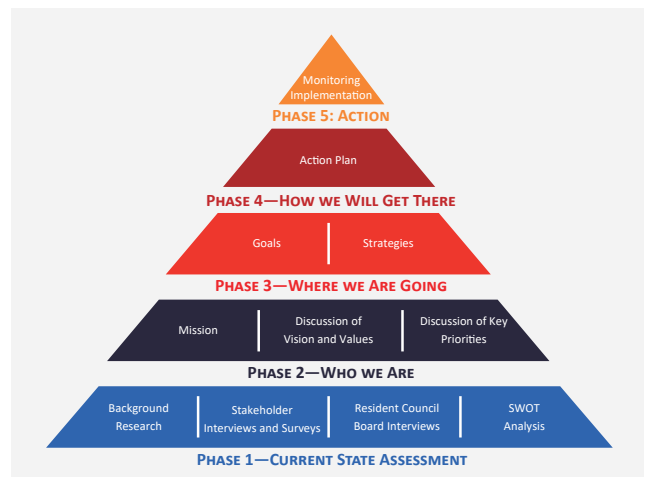 Monitoring
Implementation
Phase 5: Action
Action Plan
Phase 4—How we Will Get There
Goals
Strategies
Phase 3—Where we Are Going
Mission
Discussion of
Vision and Values
Discussion of Key
Priorities
Phase 2—Who we Are
Background
Research
Stakeholder
Interviews and Surveys
Resident Council
Board Interviews
SWOT
Analysis
Phase 1—Current State Assessment